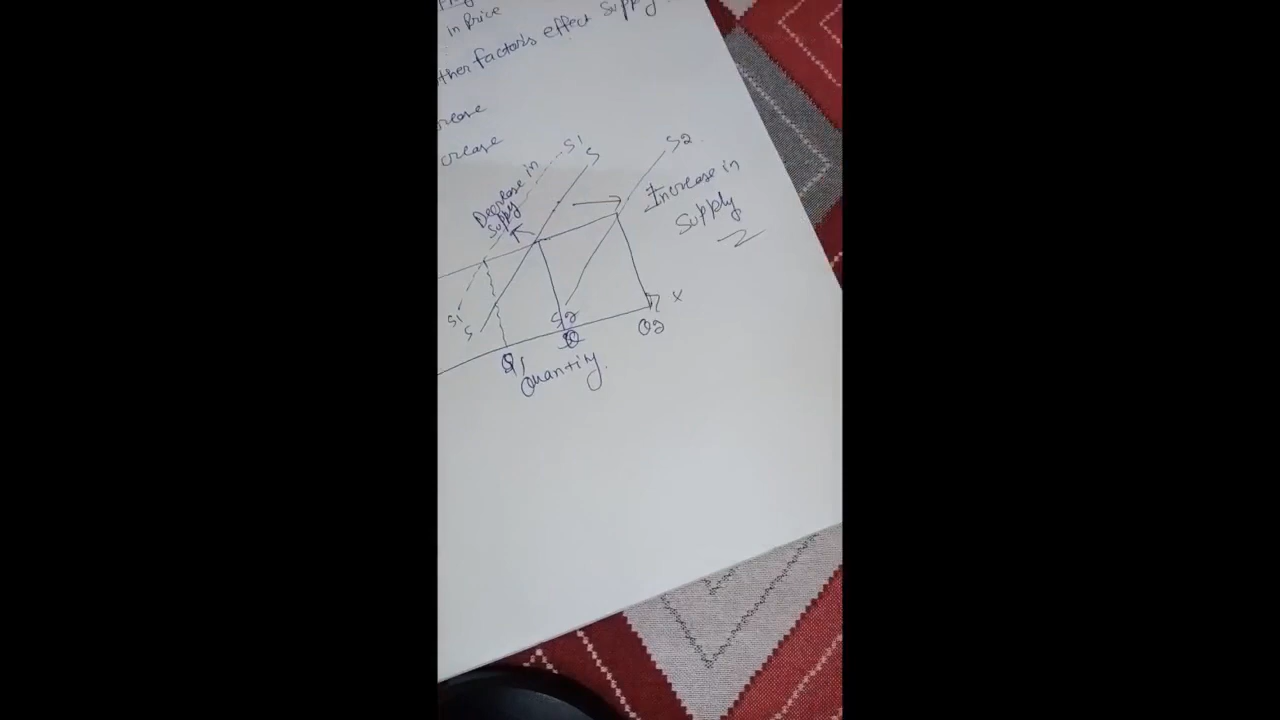 in Price
ther factors effect supply
crease
S1
S
S2
Decrease in
supply
Increase in
supply
S1
S
S2
X
Q1
Q
Q2
Quantity.